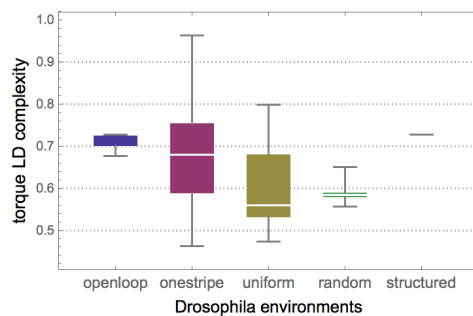 torque LD complexity
1.0
0.9
0.8
0.7
0.6
0.5
openloop onestripe uniform random structured
Drosophila environments